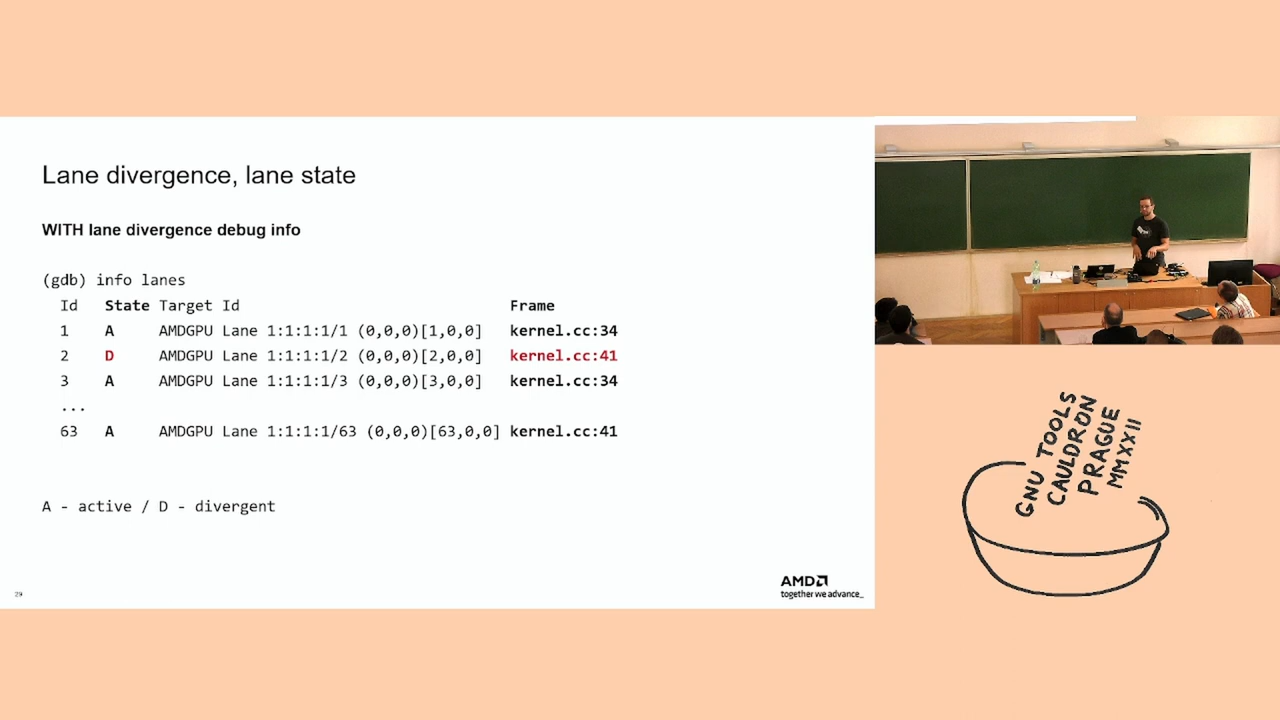 Lane divergence, lane state
WITH lane divergence debug info
(gdb) info lanes
Id State Target Id Frame
1 A AMDGPU Lane 1:1:1:1/1 (0,0,0)[1,0,0] kernel.cc:34
2 D AMDGPU Lane 1:1:1:1/2 (0,0,0)[2,0,0] kernel.cc:41
3 A AMDGPU Lane 1:1:1:1/3 (0,0,0)[3,0,0] kernel.cc:34
...
63 A AMDGPU Lane 1:1:1:1/63 (0,0,0)[63,0,0] kernel.cc:41
A - active / D - divergent
29
AMD
together we advance_
GNU TOOLS
CAULDRON
PRAGUE
MMXXII